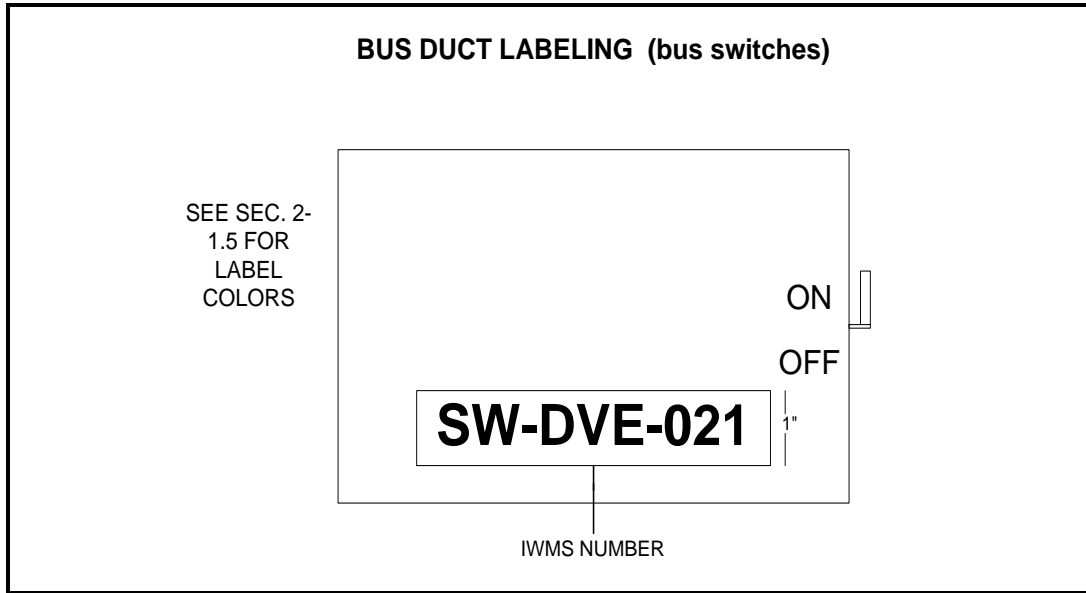 BUS DUCT LABELING (bus switches)
SEE SEC. 2-
1.5 FOR
LABEL
COLORS
ON
OFF
SW-DVE-021
1"
IWMS NUMBER